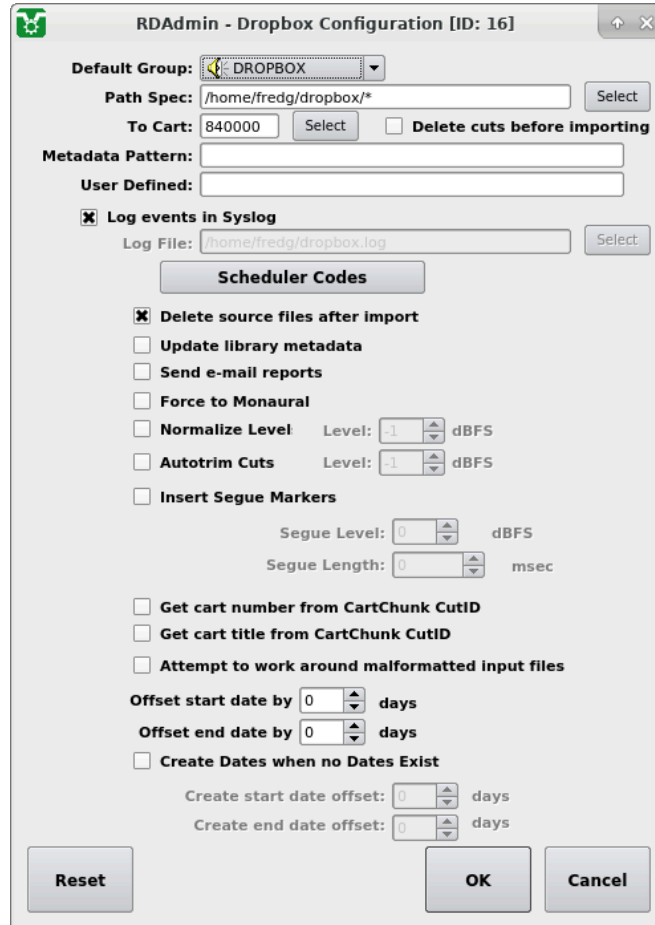 RDAdmin - Dropbox Configuration [ID: 16]
Default Group: DROPBOX
Path Spec: /home/fredg/dropbox/* Select
To Cart: 840000 Select Delete cuts before importing
Metadata Pattern:
User Defined:
Log events in Syslog
Log File: /home/fredg/dropbox.log Select
Scheduler Codes
Delete source files after import
Update library metadata
Send e-mail reports
Force to Monaural
Normalize Level Level: -1 dBFS
Autotrim Cuts Level: -1 dBFS
Insert Segue Markers
Segue Level: 0 dBFS
Segue Length: 0 msec
Get cart number from CartChunk CutID
Get cart title from CartChunk CutID
Attempt to work around malformatted input files
Offset start date by 0 days
Offset end date by 0 days
Create Dates when no Dates Exist
Create start date offset: 0 days
Create end date offset: 0 days
Reset OK Cancel